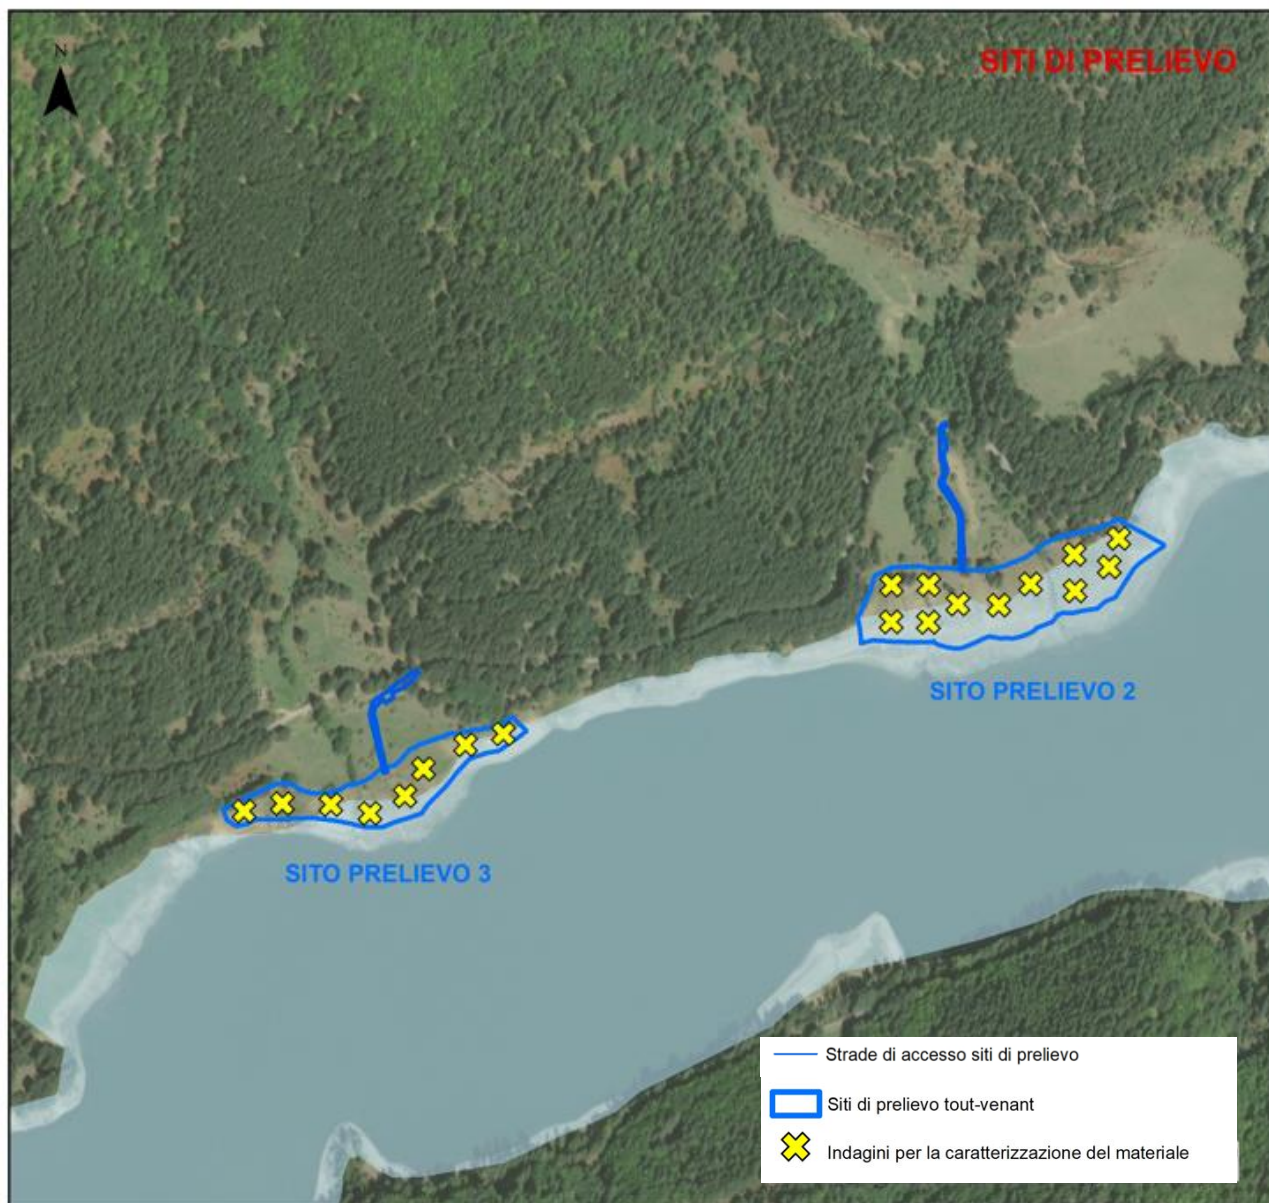 N
SITI DI PRELIEVO
SITO PRELIEVO 2
SITO PRELIEVO 3
Strade di accesso siti di prelievo
Siti di prelievo tout-venant
Indagini per la caratterizzazione del materiale